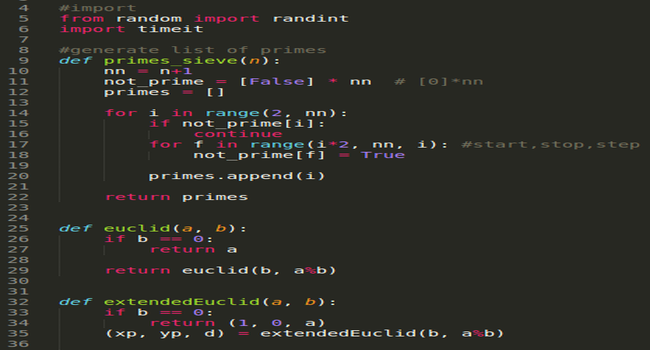 4 #import
5 from random import randint
6 import timeit
7
8 #generate list of primes
9 def primes_sieve(n):
10     nn = n+1
11     not_prime = [False] * nn  # [0]*nn
12     primes = []
13
14     for i in range(2, nn):
15         if not_prime[i]:
16             continue
17         for f in range(i*2, nn, i): #start,stop,step
18             not_prime[f] = True
19
20         primes.append(i)
21
22     return primes
23
24
25 def euclid(a, b):
26     if b == 0:
27         return a
28
29     return euclid(b, a%b)
30
31
32 def extendedEuclid(a, b):
33     if b == 0:
34         return (1, 0, a)
35     (xp, yp, d) = extendedEuclid(b, a%b)
36